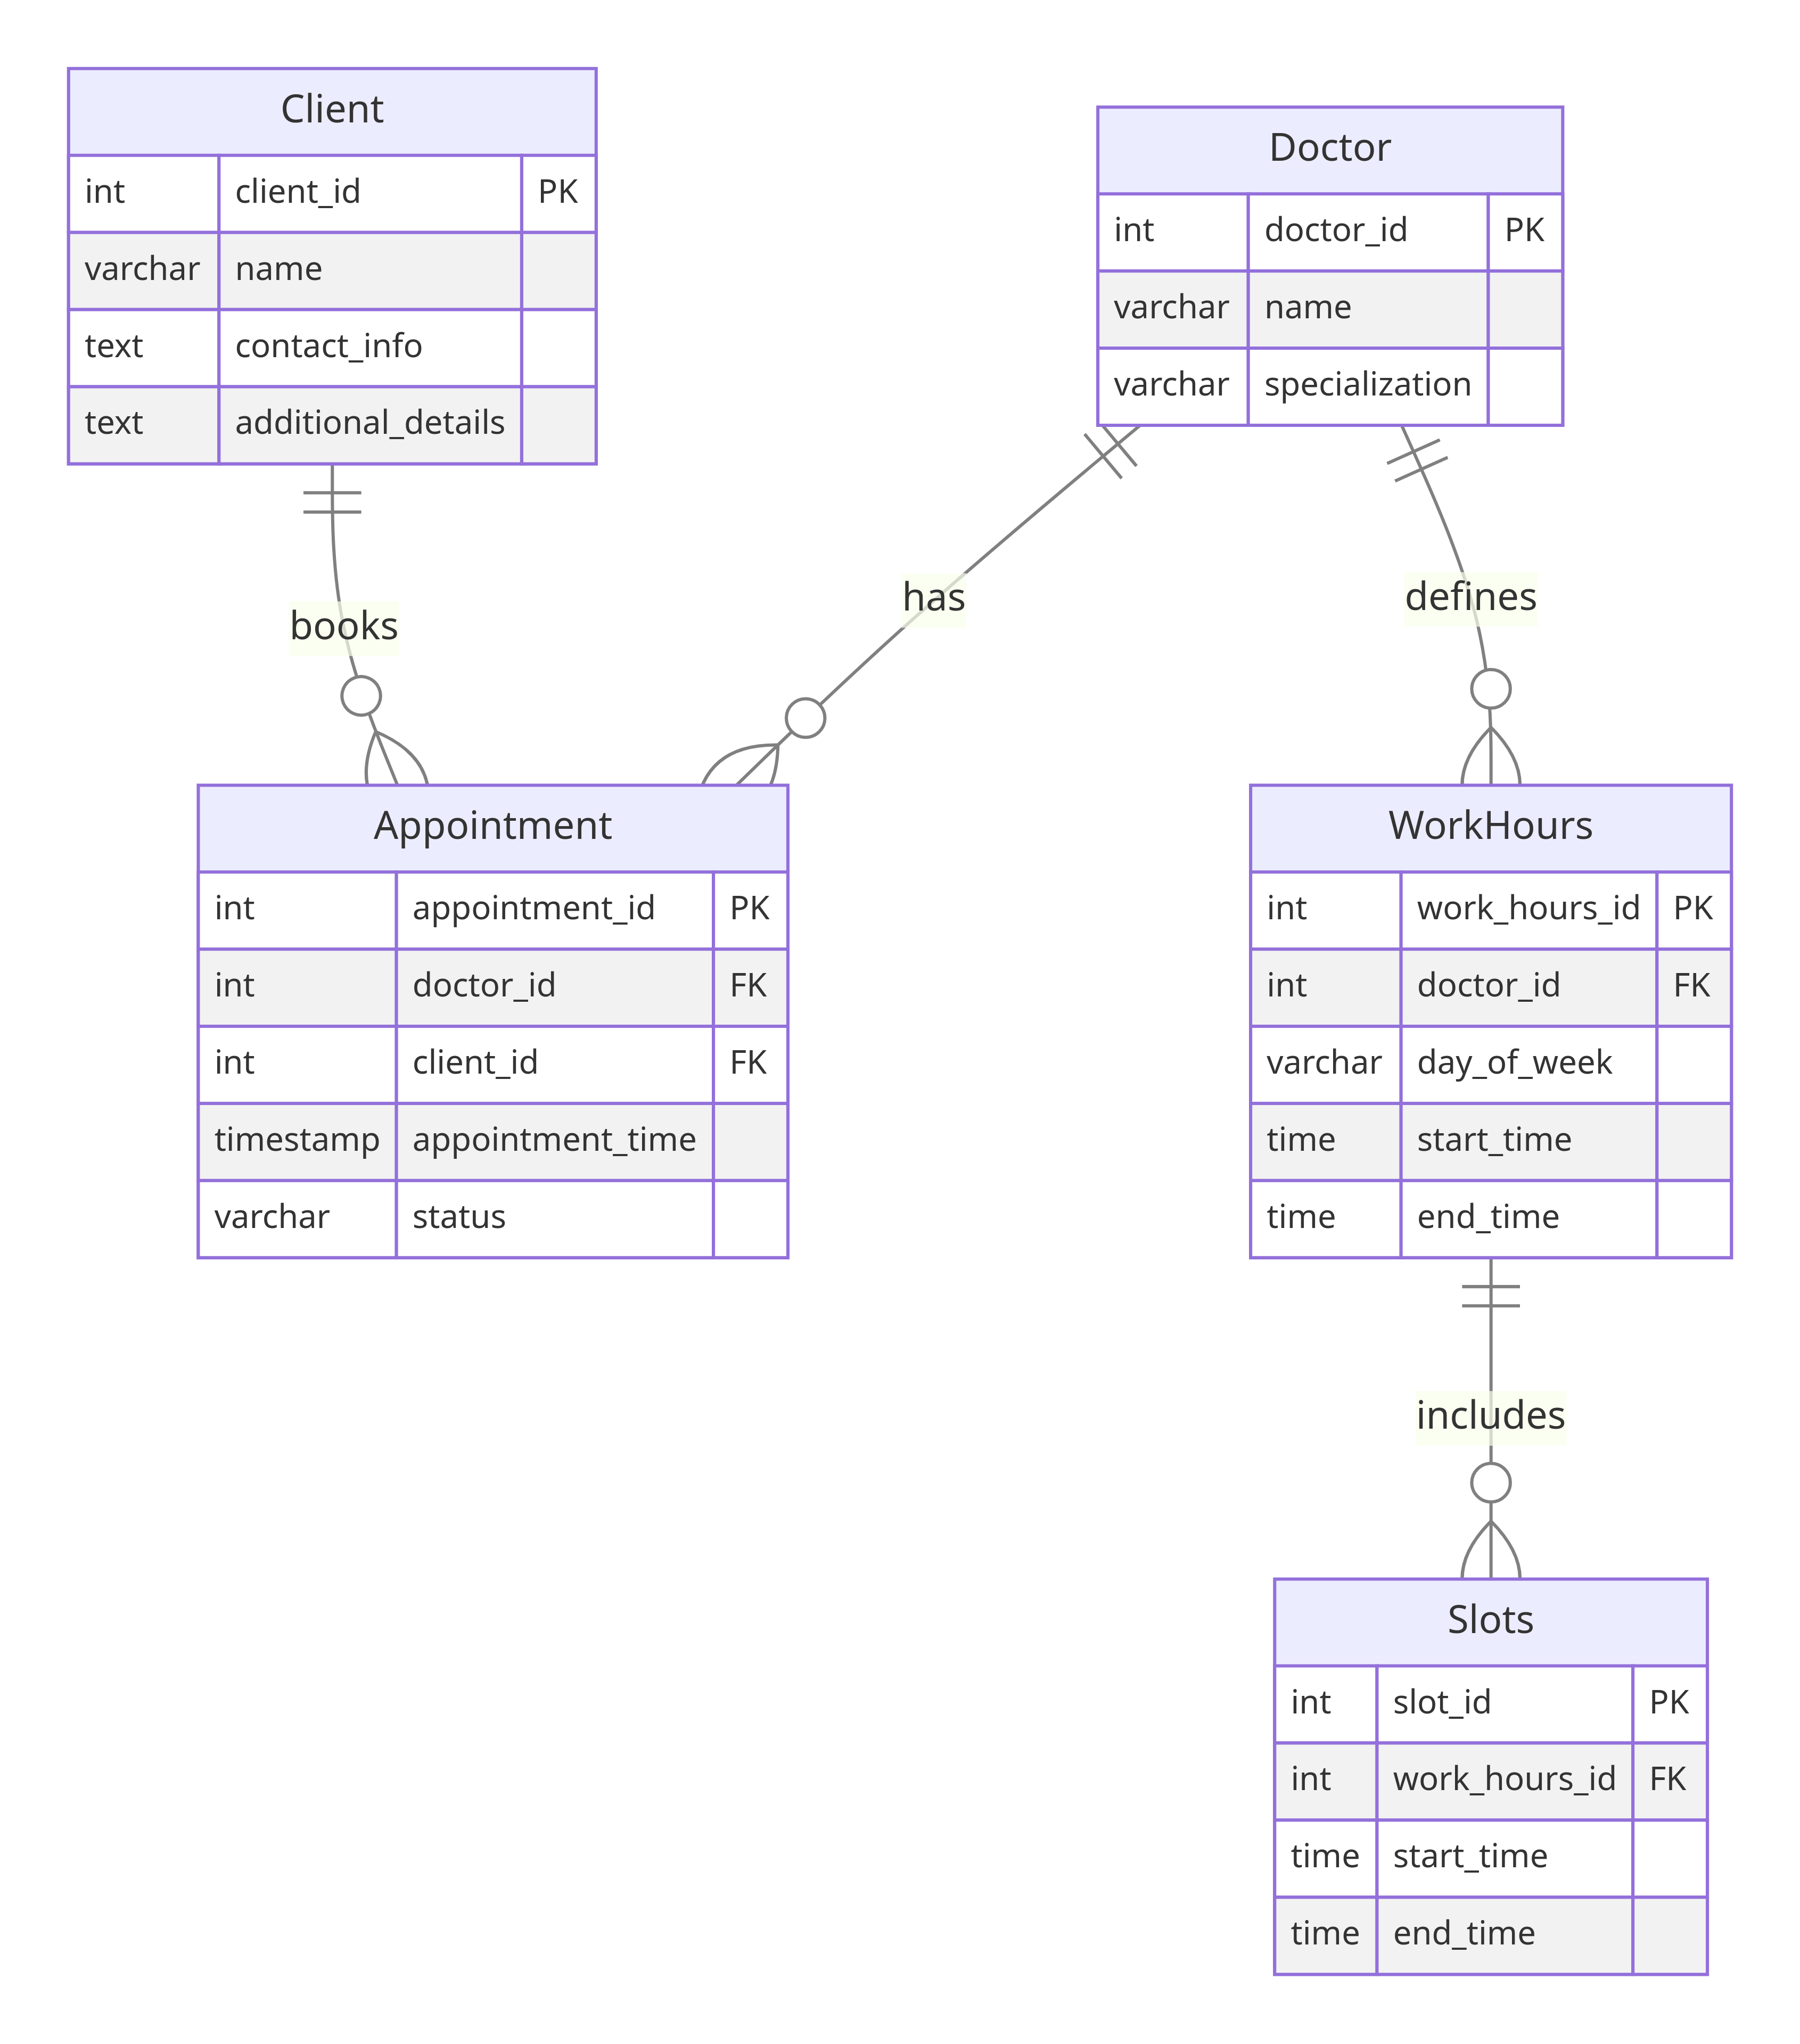 Client
int client_id PK
varchar name
text contact_info
text additional_details
Doctor
int doctor_id PK
varchar name
varchar specialization
books
has
defines
Appointment
int appointment_id PK
int doctor_id FK
int client_id FK
timestamp appointment_time
varchar status
WorkHours
int work_hours_id PK
int doctor_id FK
varchar day_of_week
time start_time
time end_time
includes
Slots
int slot_id PK
int work_hours_id FK
time start_time
time end_time